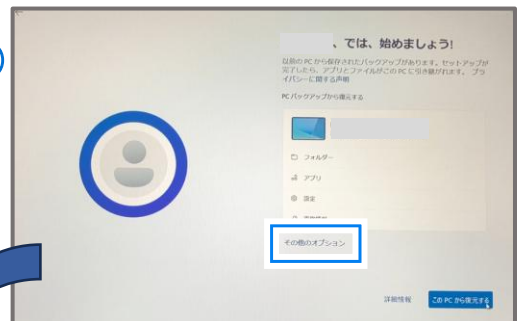 、では、始めましょう!
以前の PC から保存されたバックアップがあります。セットアップが
完了したら、アプリとファイルがこの PC に引き継がれます。 プラ
イバシーに関する声明
PC バックアップから復元する
フォルダー
アプリ
設定
その他のオプション
詳細情報
この PC から復元する